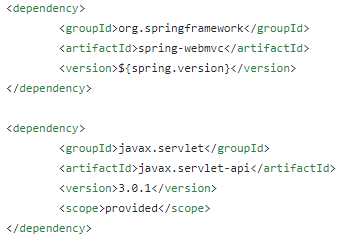 <dependency>
<groupId>org.springframework</groupId>
<artifactId>spring-webmvc</artifactId>
<version>${spring.version}</version>
</dependency>
<dependency>
<groupId>javax.servlet</groupId>
<artifactId>javax.servlet-api</artifactId>
<version>3.0.1</version>
<scope>provided</scope>
</dependency>